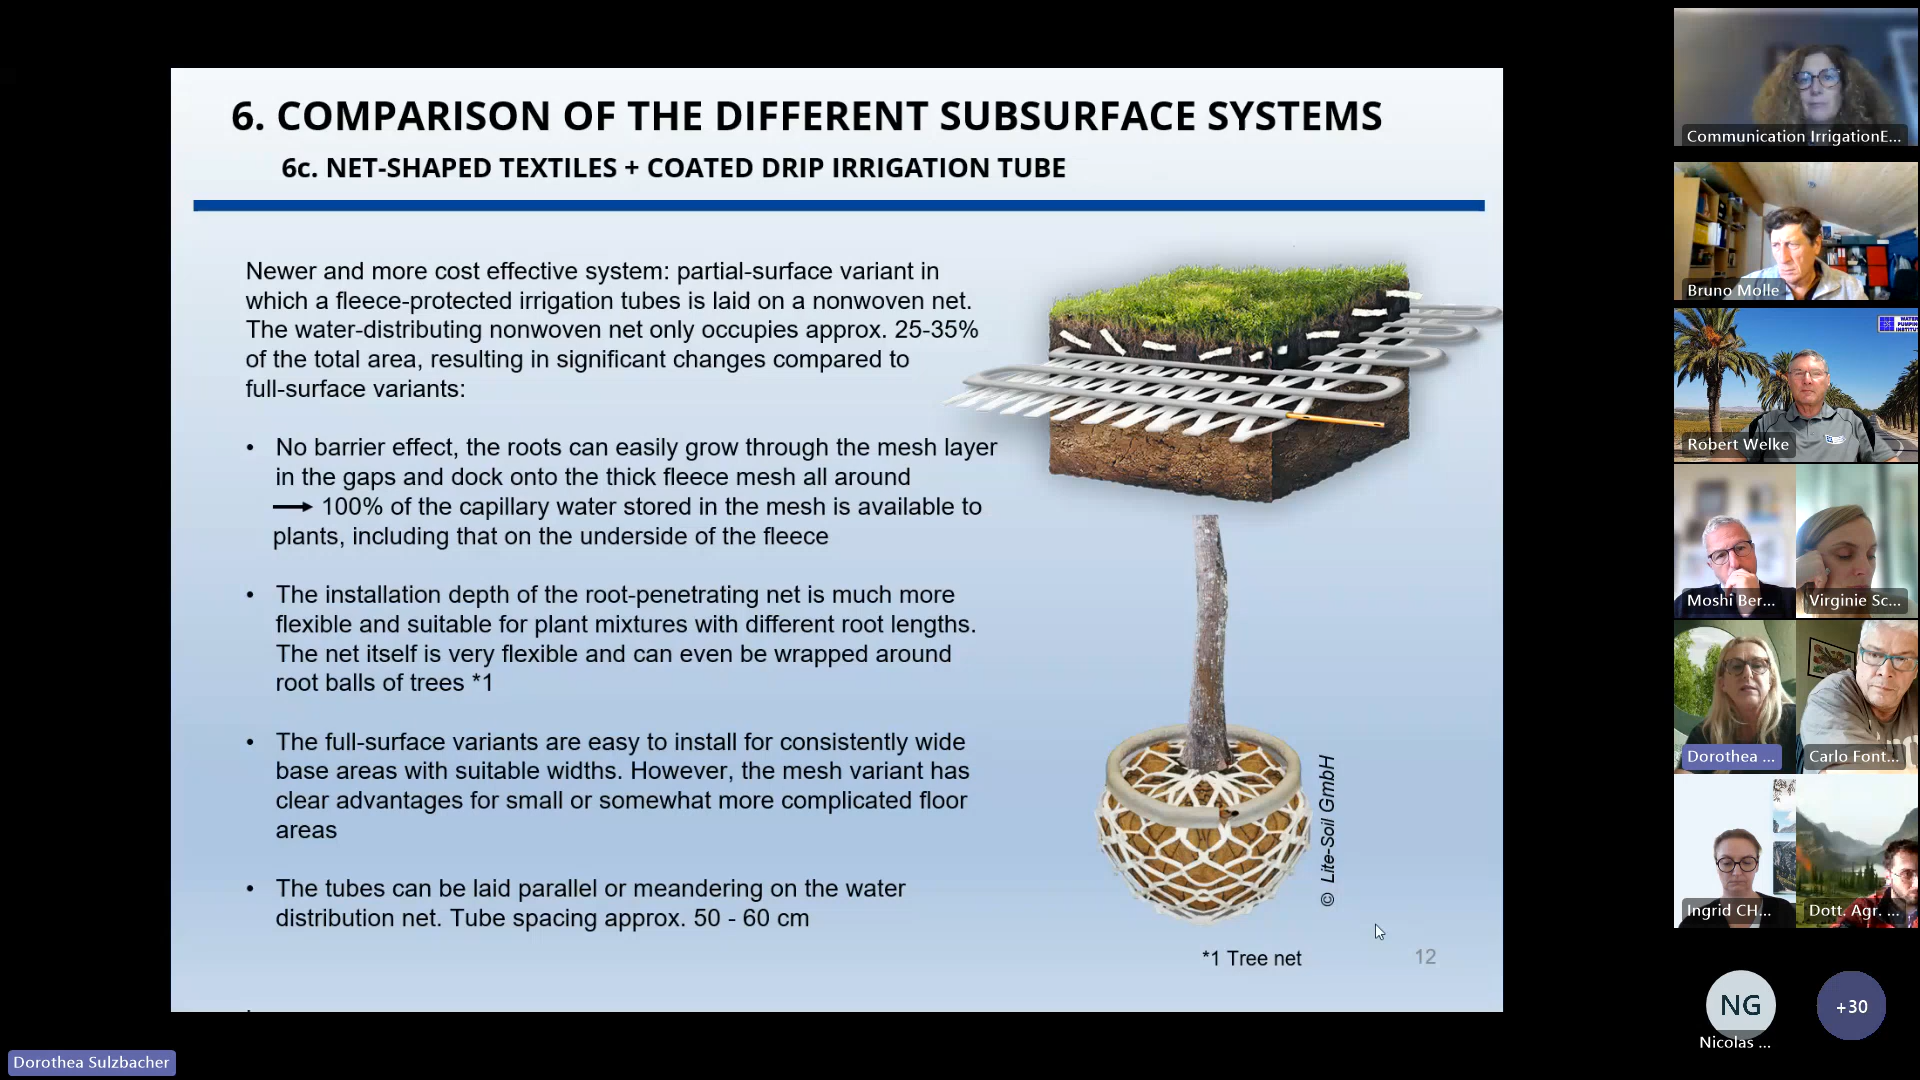 6. COMPARISON OF THE DIFFERENT SUBSURFACE SYSTEMS
6c. NET-SHAPED TEXTILES + COATED DRIP IRRIGATION TUBE
Newer and more cost effective system: partial-surface variant in
which a fleece-protected irrigation tubes is laid on a nonwoven net.
The water-distributing nonwoven net only occupies approx. 25-35%
of the total area, resulting in significant changes compared to
full-surface variants:
• No barrier effect, the roots can easily grow through the mesh layer
in the gaps and dock onto the thick fleece mesh all around
→ 100% of the capillary water stored in the mesh is available to
plants, including that on the underside of the fleece
• The installation depth of the root-penetrating net is much more
flexible and suitable for plant mixtures with different root lengths.
The net itself is very flexible and can even be wrapped around
root balls of trees *1
• The full-surface variants are easy to install for consistently wide
base areas with suitable widths. However, the mesh variant has
clear advantages for small or somewhat more complicated floor
areas
• The tubes can be laid parallel or meandering on the water
distribution net. Tube spacing approx. 50 - 60 cm
© Lite-Soil GmbH
*1 Tree net
12
Dorothea Sulzbacher
Communication IrrigationE...
Bruno Molle
WATER
PUMPING
INSTITUTE
Robert Welke
Moshi Ber...
Virginie Sc...
Dorothea ...
Carlo Font...
Ingrid CH...
Dott. Agr. ...
NG
Nicolas ...
+30